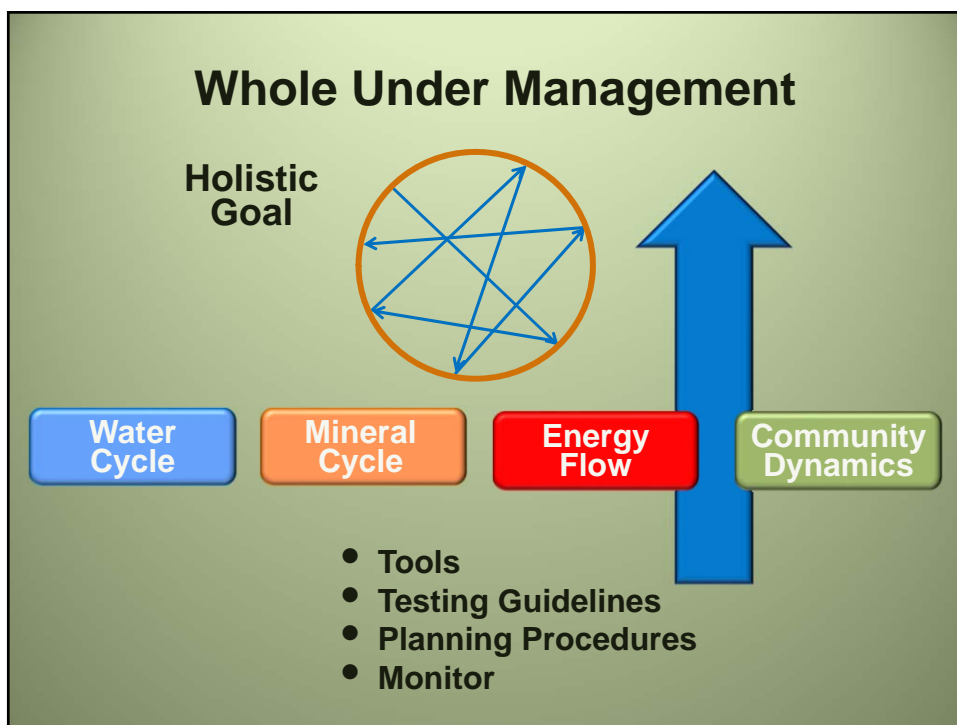 Whole Under Management
Holistic
Goal
Water
Cycle
Mineral
Cycle
Energy
Flow
Community
Dynamics
• Tools
• Testing Guidelines
• Planning Procedures
• Monitor